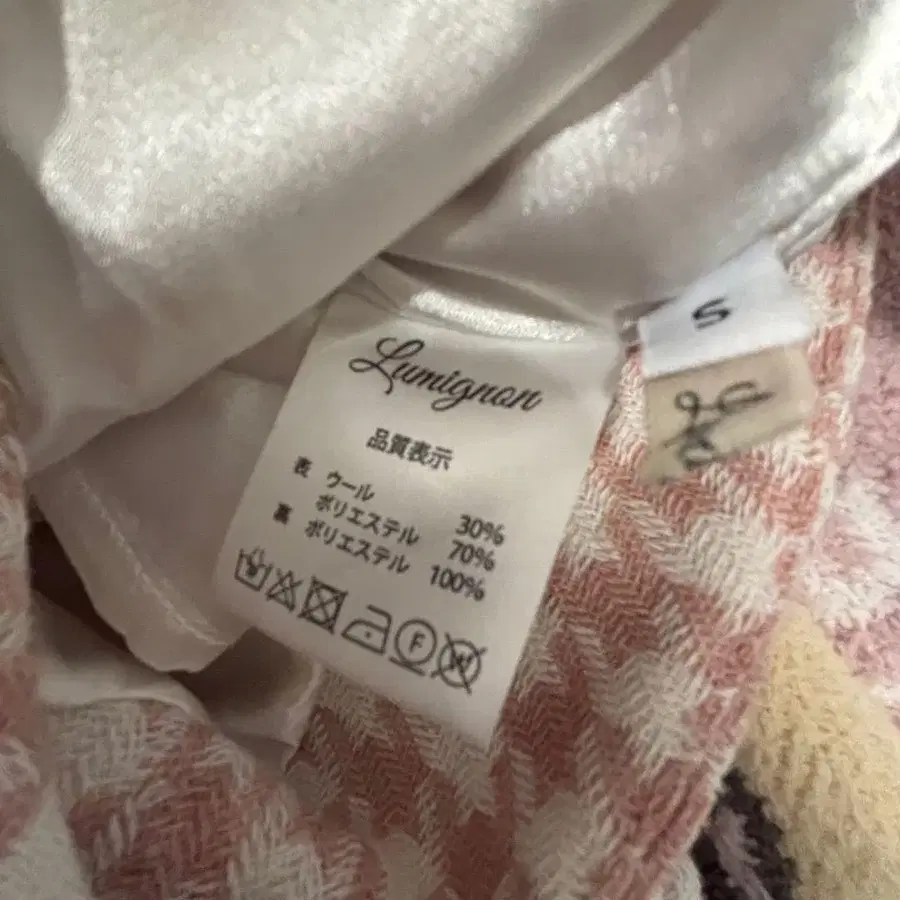 Lumignon
品質表示
表 ウール 30%
ポリエステル 70%
裏 ポリエステル 100%
F
W
S